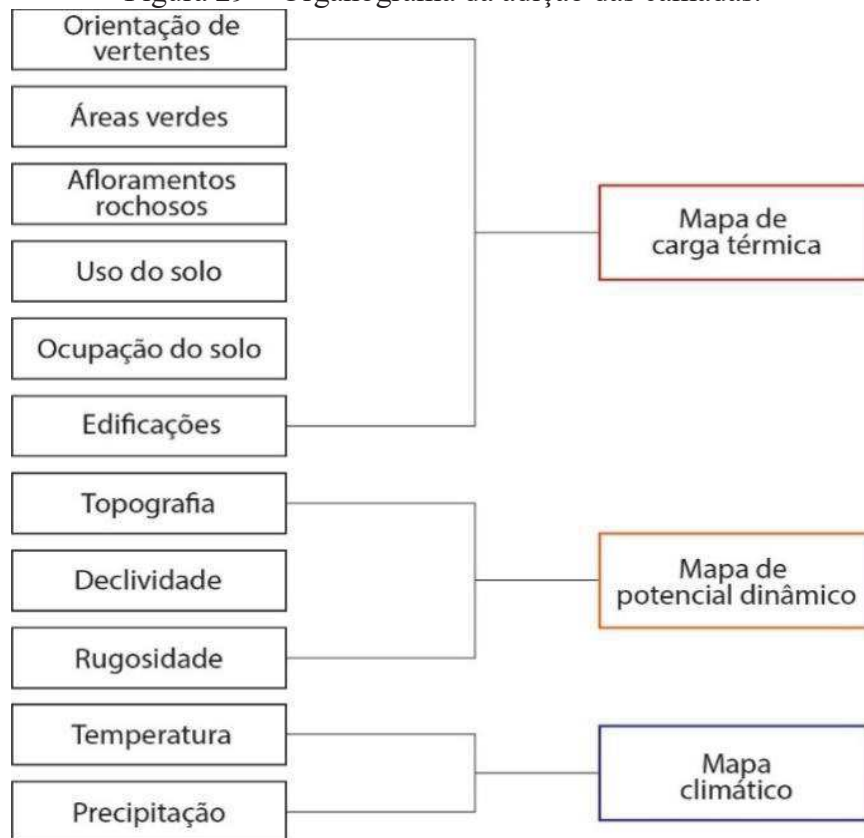 Orientação de
vertentes
Áreas verdes
Afloramentos
rochosos
Uso do solo
Ocupação do solo
Edificações
Topografia
Declividade
Rugosidade
Temperatura
Precipitação
Mapa de
carga térmica
Mapa de
potencial dinâmico
Mapa
climático